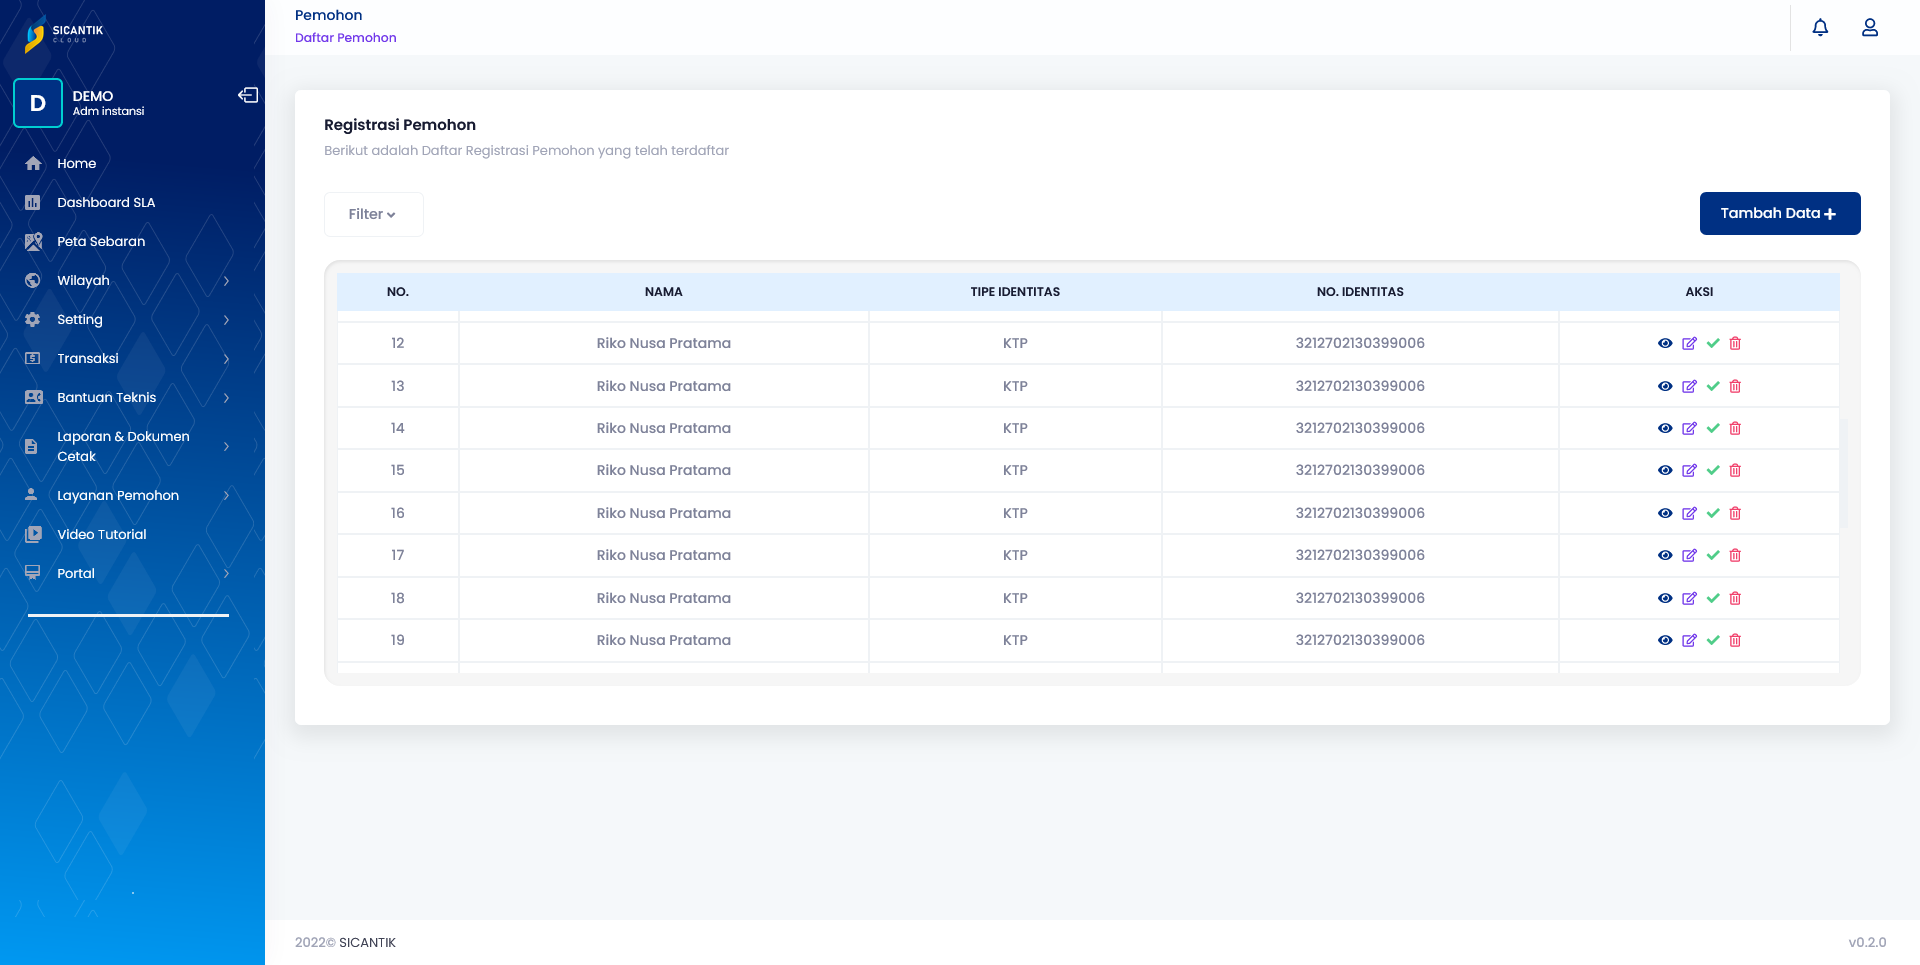 SICANTIK
CLOUD
D
DEMO
Adm instansi
Home
Dashboard SLA
Peta Sebaran
Wilayah
Setting
Transaksi
Bantuan Teknis
Laporan & Dokumen
Cetak
Layanan Pemohon
Video Tutorial
Portal
Pemohon
Daftar Pemohon
Registrasi Pemohon
Berikut adalah Daftar Registrasi Pemohon yang telah terdaftar
Filter
Tambah Data
NO. NAMA TIPE IDENTITAS NO. IDENTITAS AKSI
12 Riko Nusa Pratama KTP 3212702130399006
13 Riko Nusa Pratama KTP 3212702130399006
14 Riko Nusa Pratama KTP 3212702130399006
15 Riko Nusa Pratama KTP 3212702130399006
16 Riko Nusa Pratama KTP 3212702130399006
17 Riko Nusa Pratama KTP 3212702130399006
18 Riko Nusa Pratama KTP 3212702130399006
19 Riko Nusa Pratama KTP 3212702130399006
2022© SICANTIK
v0.2.0